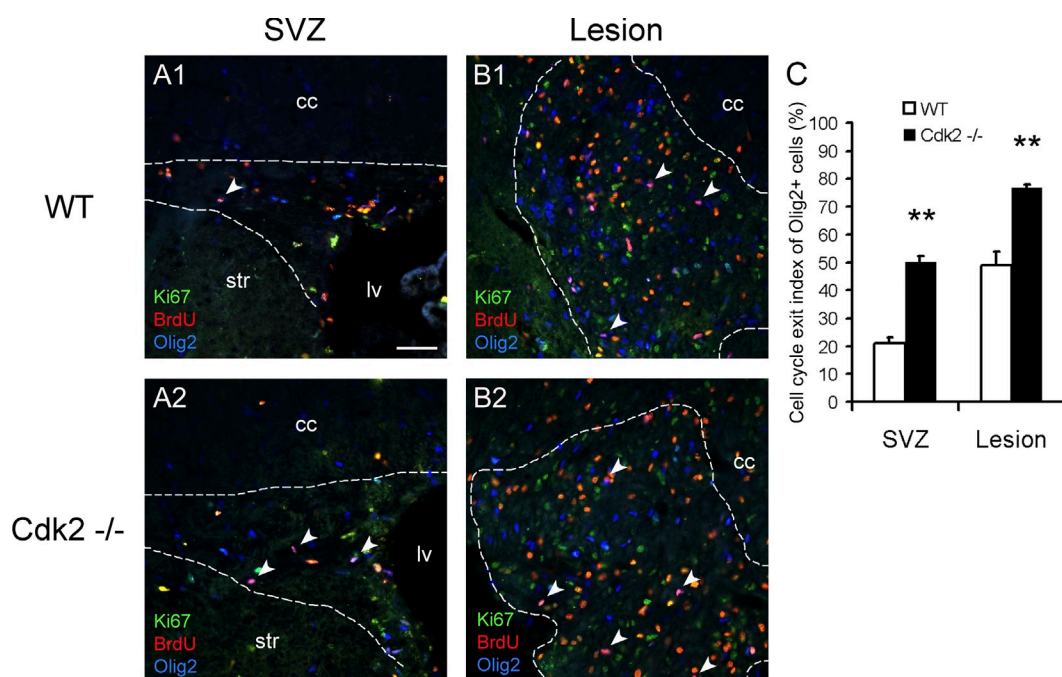 SVZ
Lesion
WT
A1
cc
str
lv
Ki67
BrdU
Olig2
B1
cc
Ki67
BrdU
Olig2
Cdk2 -/-
A2
cc
lv
str
Ki67
BrdU
Olig2
B2
cc
Ki67
BrdU
Olig2
C
WT
Cdk2 -/-
Cell cycle exit index of Olig2+ cells (%)
100
90
80
70
60
50
40
30
20
10
0
**
**
SVZ
Lesion